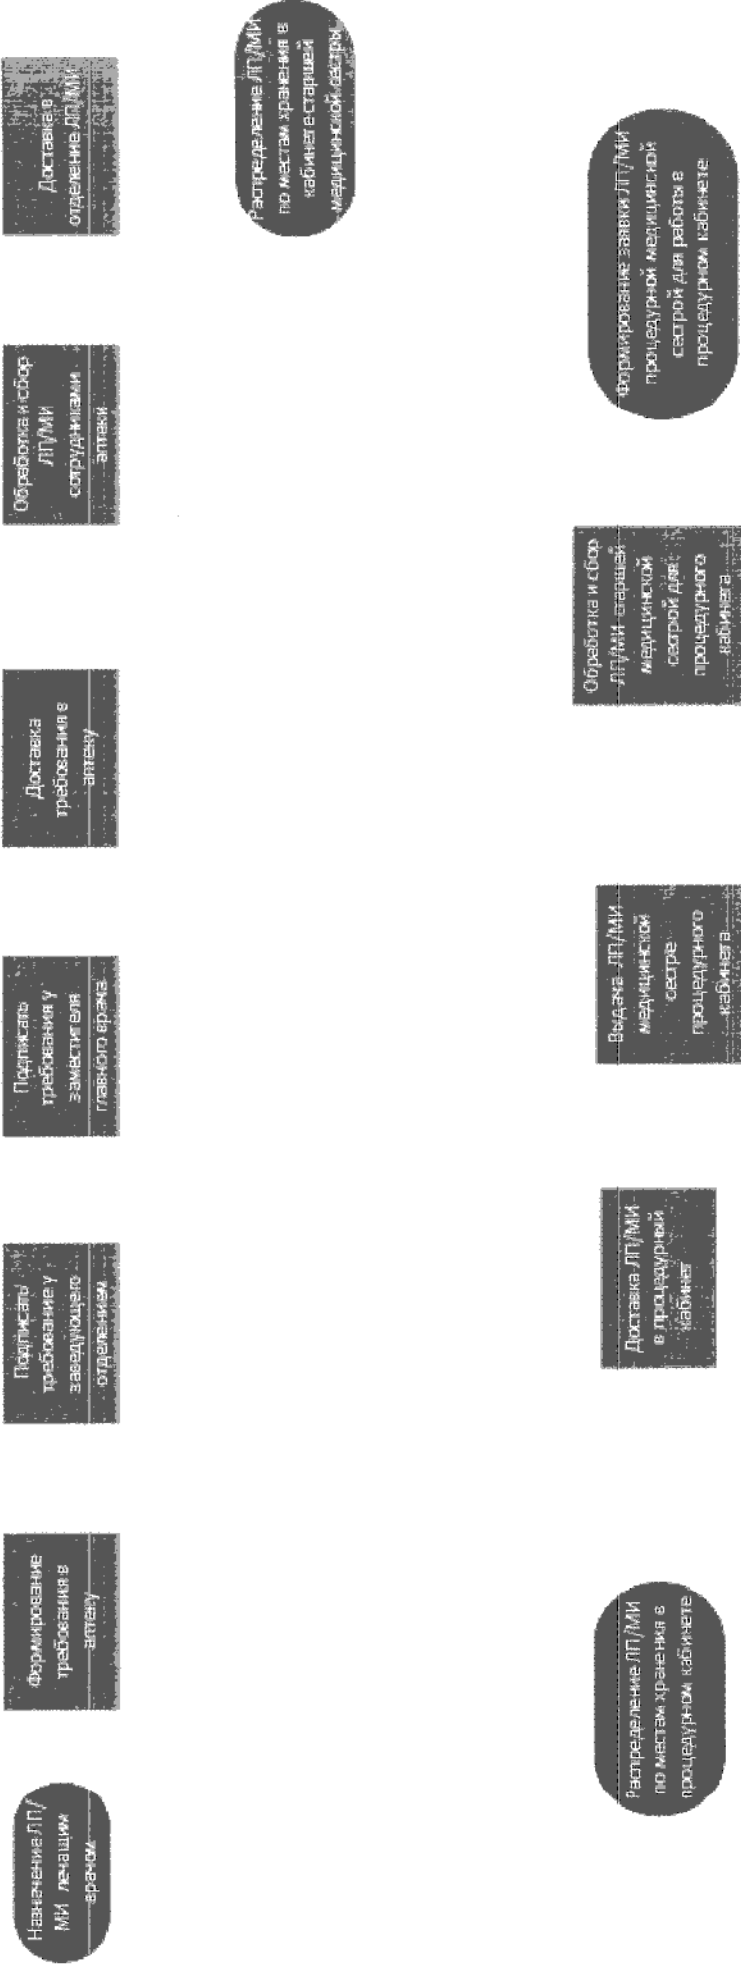 Назначение ЛП/
МИ лечащим
врачом
Формирование
требования в
аптеку
Подписать
требование у
заведующего
отделением
Подписать
требования у
заместителя
главного врача
Доставка
требования в
аптеку
Обработка и сбор
ЛП/МИ
сотрудниками
аптеки
Доставка в
отделение ЛП/МИ
Распределение ЛП/МИ
по местам хранения в
кабинете старшей
медицинской сестры
Формирование заявки ЛП/МИ
процедурной медицинской
сестрой для работы в
процедурном кабинете
Обработка и сбор
ЛП/МИ старшей
медицинской
сестрой для
процедурного
кабинета
Выдача ЛП/МИ
медицинской
сестре
процедурного
кабинета
Доставка ЛП/МИ
в процедурный
кабинет
Распределение ЛП/МИ
по местам хранения в
процедурном кабинете